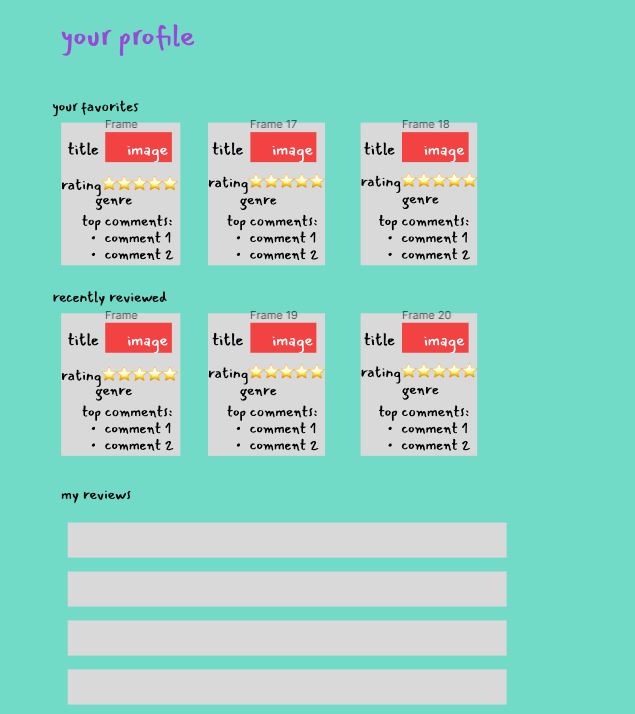 your profile
your favorites
Frame Frame 17 Frame 18
title image title image title image
rating⭐⭐⭐⭐⭐ rating⭐⭐⭐⭐⭐ rating⭐⭐⭐⭐⭐
genre genre genre
top comments: top comments: top comments:
• comment 1 • comment 1 • comment 1
• comment 2 • comment 2 • comment 2
recently reviewed
Frame Frame 19 Frame 20
title image title image title image
rating⭐⭐⭐⭐⭐ rating⭐⭐⭐⭐⭐ rating⭐⭐⭐⭐⭐
genre genre genre
top comments: top comments: top comments:
• comment 1 • comment 1 • comment 1
• comment 2 • comment 2 • comment 2
my reviews